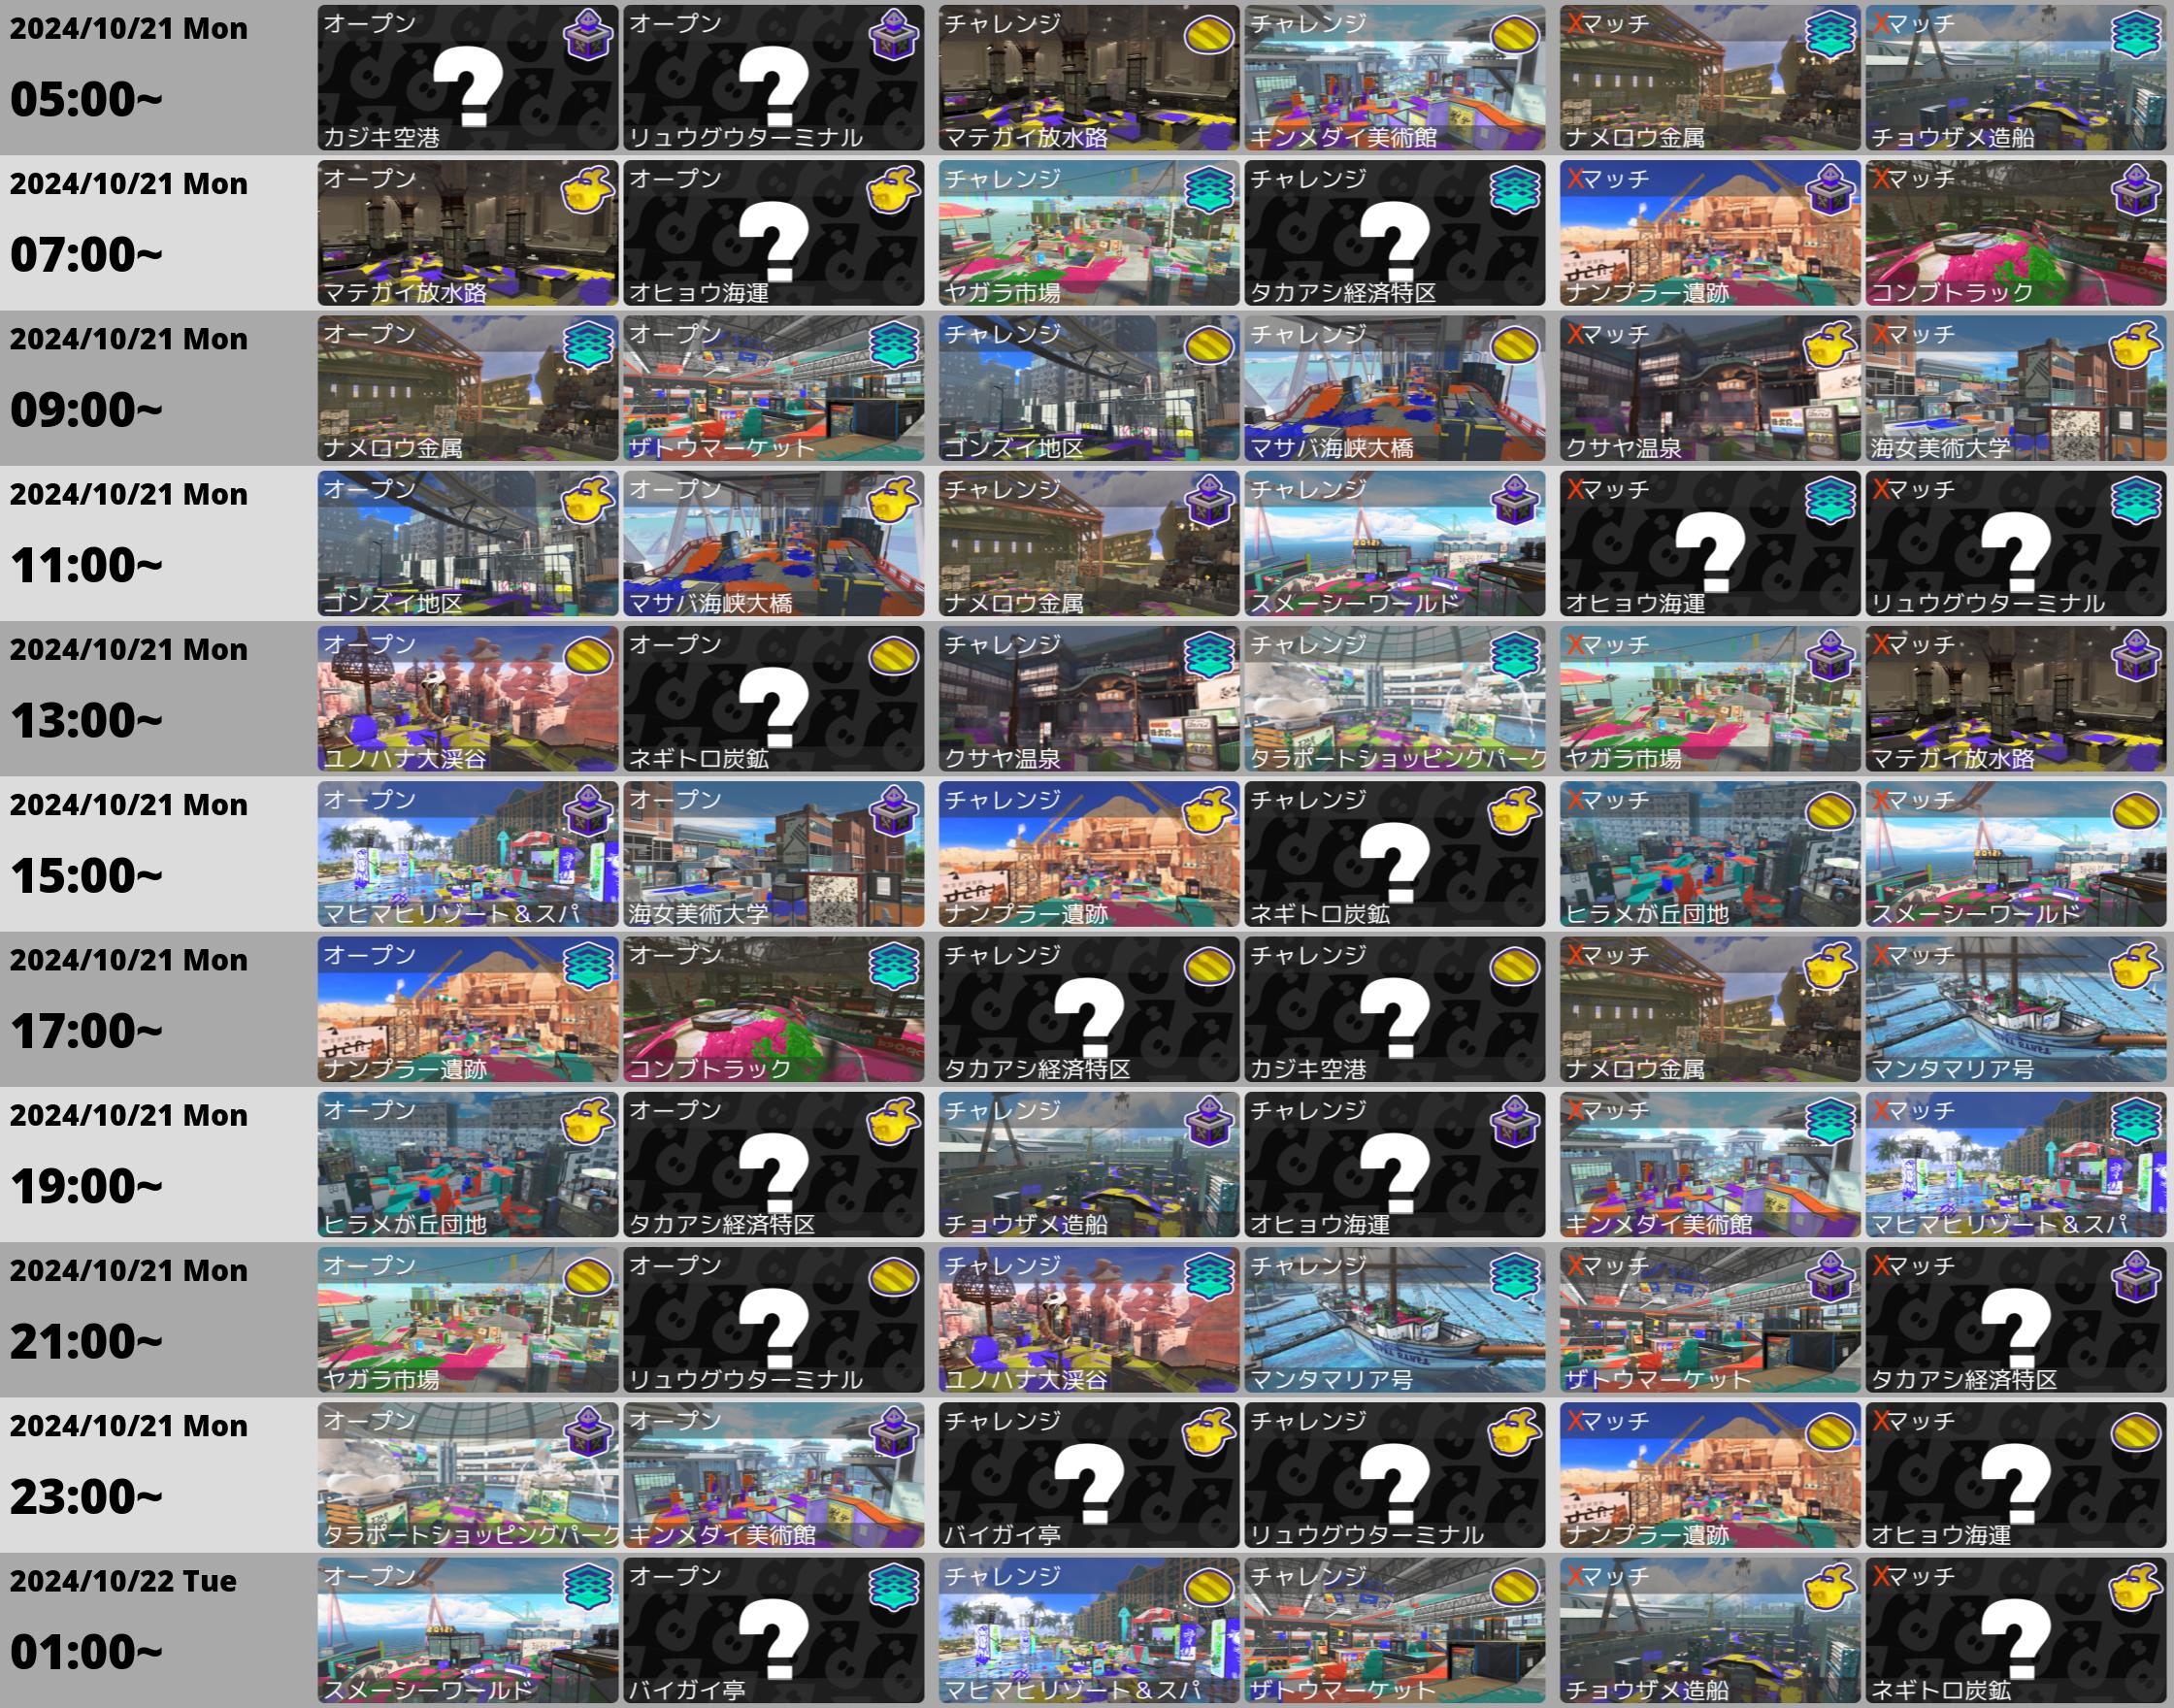 2024/10/21 Mon
05:00~
オープン
カジキ空港
オープン
リュウグウターミナル
チャレンジ
マテガイ放水路
チャレンジ
キンメダイ美術館
Xマッチ
ナメロウ金属
Xマッチ
チョウザメ造船
2024/10/21 Mon
07:00~
オープン
マテガイ放水路
オープン
オヒョウ海運
チャレンジ
ヤガラ市場
チャレンジ
タカアシ経済特区
Xマッチ
ナンプラー遺跡
Xマッチ
コンブトラック
2024/10/21 Mon
09:00~
オープン
ナメロウ金属
オープン
ザトウマーケット
チャレンジ
ゴンズイ地区
チャレンジ
マサバ海峡大橋
Xマッチ
クサヤ温泉
Xマッチ
海女美術大学
2024/10/21 Mon
11:00~
オープン
ゴンズイ地区
オープン
マサバ海峡大橋
チャレンジ
ナメロウ金属
チャレンジ
スメーシーワールド
Xマッチ
オヒョウ海運
Xマッチ
リュウグウターミナル
2024/10/21 Mon
13:00~
オープン
ユノハナ大渓谷
オープン
ネギトロ炭鉱
チャレンジ
クサヤ温泉
チャレンジ
タラポートショッピングパーク
Xマッチ
ヤガラ市場
Xマッチ
マテガイ放水路
2024/10/21 Mon
15:00~
オープン
マヒマヒリゾート&スパ
オープン
海女美術大学
チャレンジ
ナンプラー遺跡
チャレンジ
ネギトロ炭鉱
Xマッチ
ヒラメが丘団地
Xマッチ
スメーシーワールド
2024/10/21 Mon
17:00~
オープン
ナンプラー遺跡
オープン
コンブトラック
チャレンジ
タカアシ経済特区
チャレンジ
カジキ空港
Xマッチ
ナメロウ金属
Xマッチ
マンタマリア号
2024/10/21 Mon
19:00~
オープン
ヒラメが丘団地
オープン
タカアシ経済特区
チャレンジ
チョウザメ造船
チャレンジ
オヒョウ海運
Xマッチ
キンメダイ美術館
Xマッチ
マヒマヒリゾート&スパ
2024/10/21 Mon
21:00~
オープン
ヤガラ市場
オープン
リュウグウターミナル
チャレンジ
ユノハナ大渓谷
チャレンジ
マンタマリア号
Xマッチ
ザトウマーケット
Xマッチ
タカアシ経済特区
2024/10/21 Mon
23:00~
オープン
タラポートショッピングパーク
オープン
キンメダイ美術館
チャレンジ
バイガイ亭
チャレンジ
リュウグウターミナル
Xマッチ
ナンプラー遺跡
Xマッチ
オヒョウ海運
2024/10/22 Tue
01:00~
オープン
スメーシーワールド
オープン
バイガイ亭
チャレンジ
マヒマヒリゾート&スパ
チャレンジ
ザトウマーケット
Xマッチ
チョウザメ造船
Xマッチ
ネギトロ炭鉱